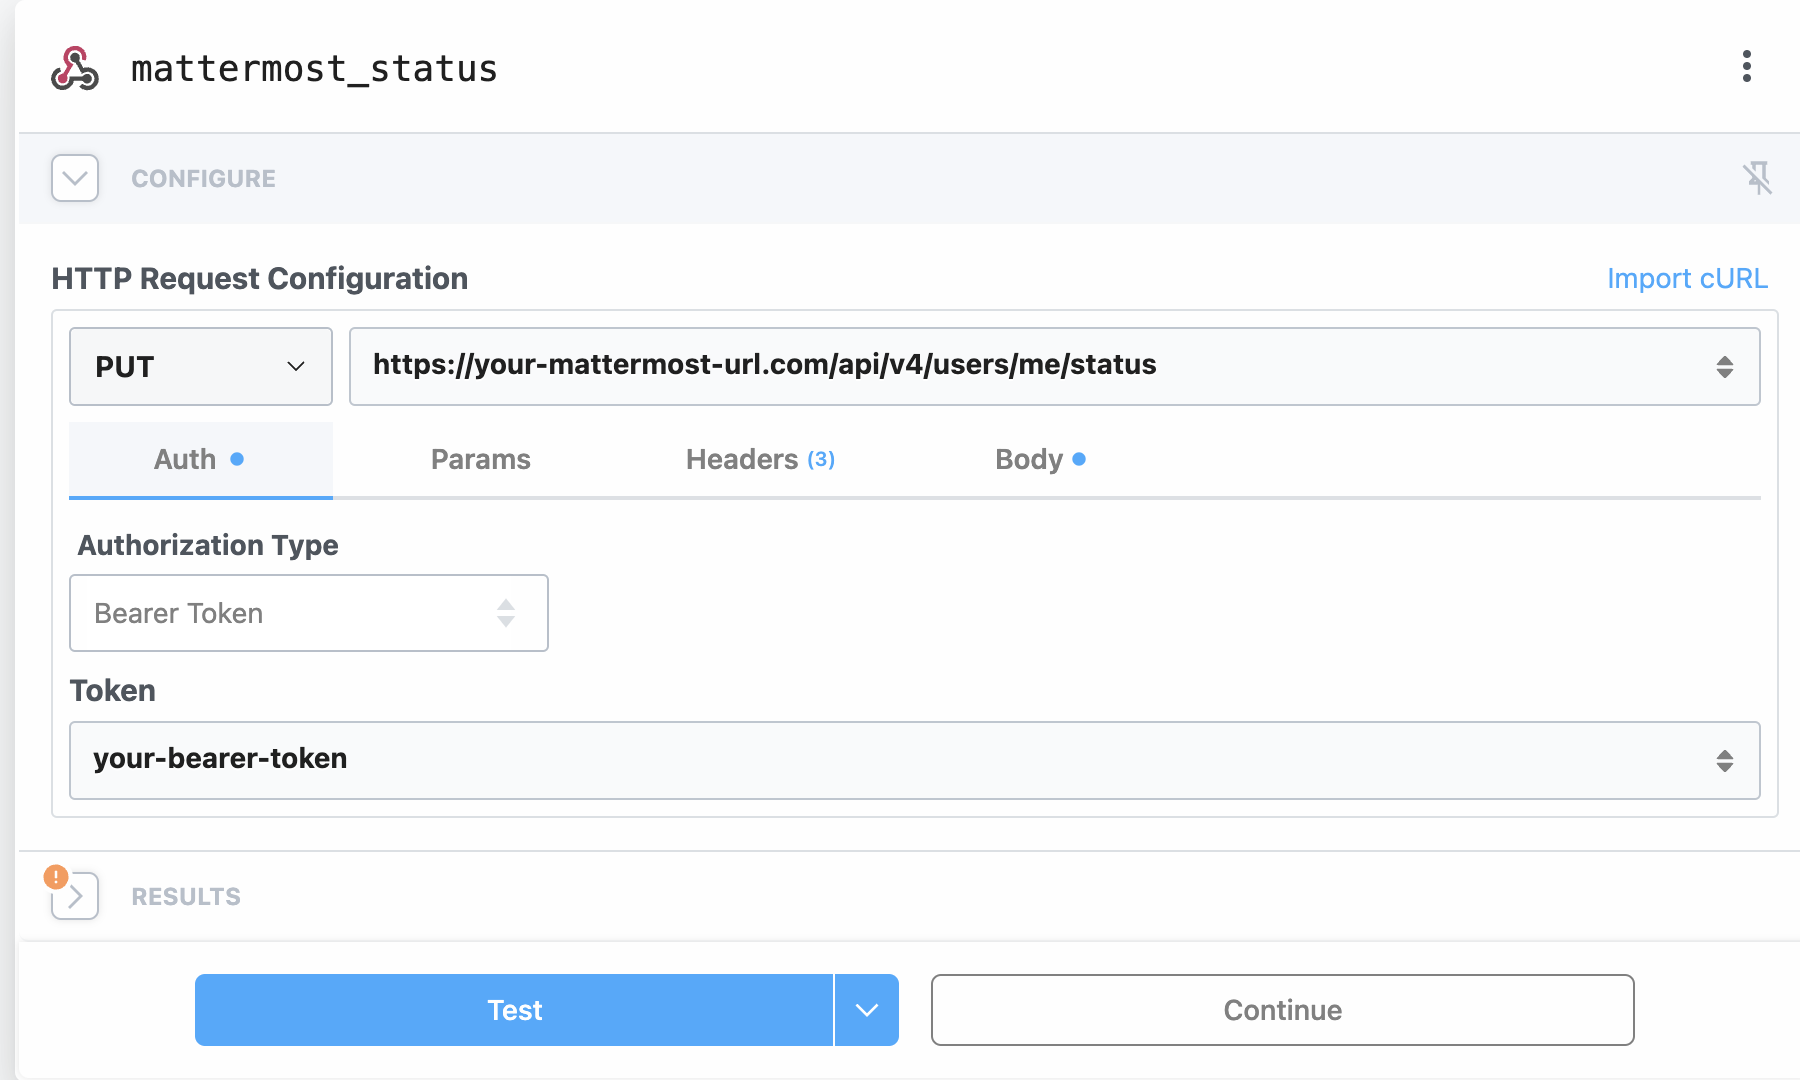 mattermost_status
CONFIGURE
HTTP Request Configuration
Import cURL
PUT
https://your-mattermost-url.com/api/v4/users/me/status
Auth
Params
Headers (3)
Body
Authorization Type
Bearer Token
Token
your-bearer-token
!
RESULTS
Test
Continue